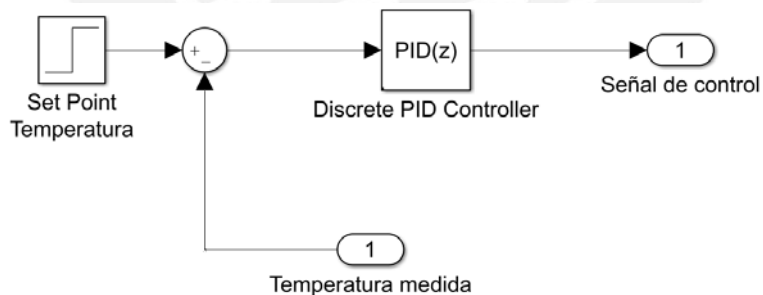 +
−
PID(z)
1
Señal de control
Set Point
Temperatura
Discrete PID Controller
1
Temperatura medida